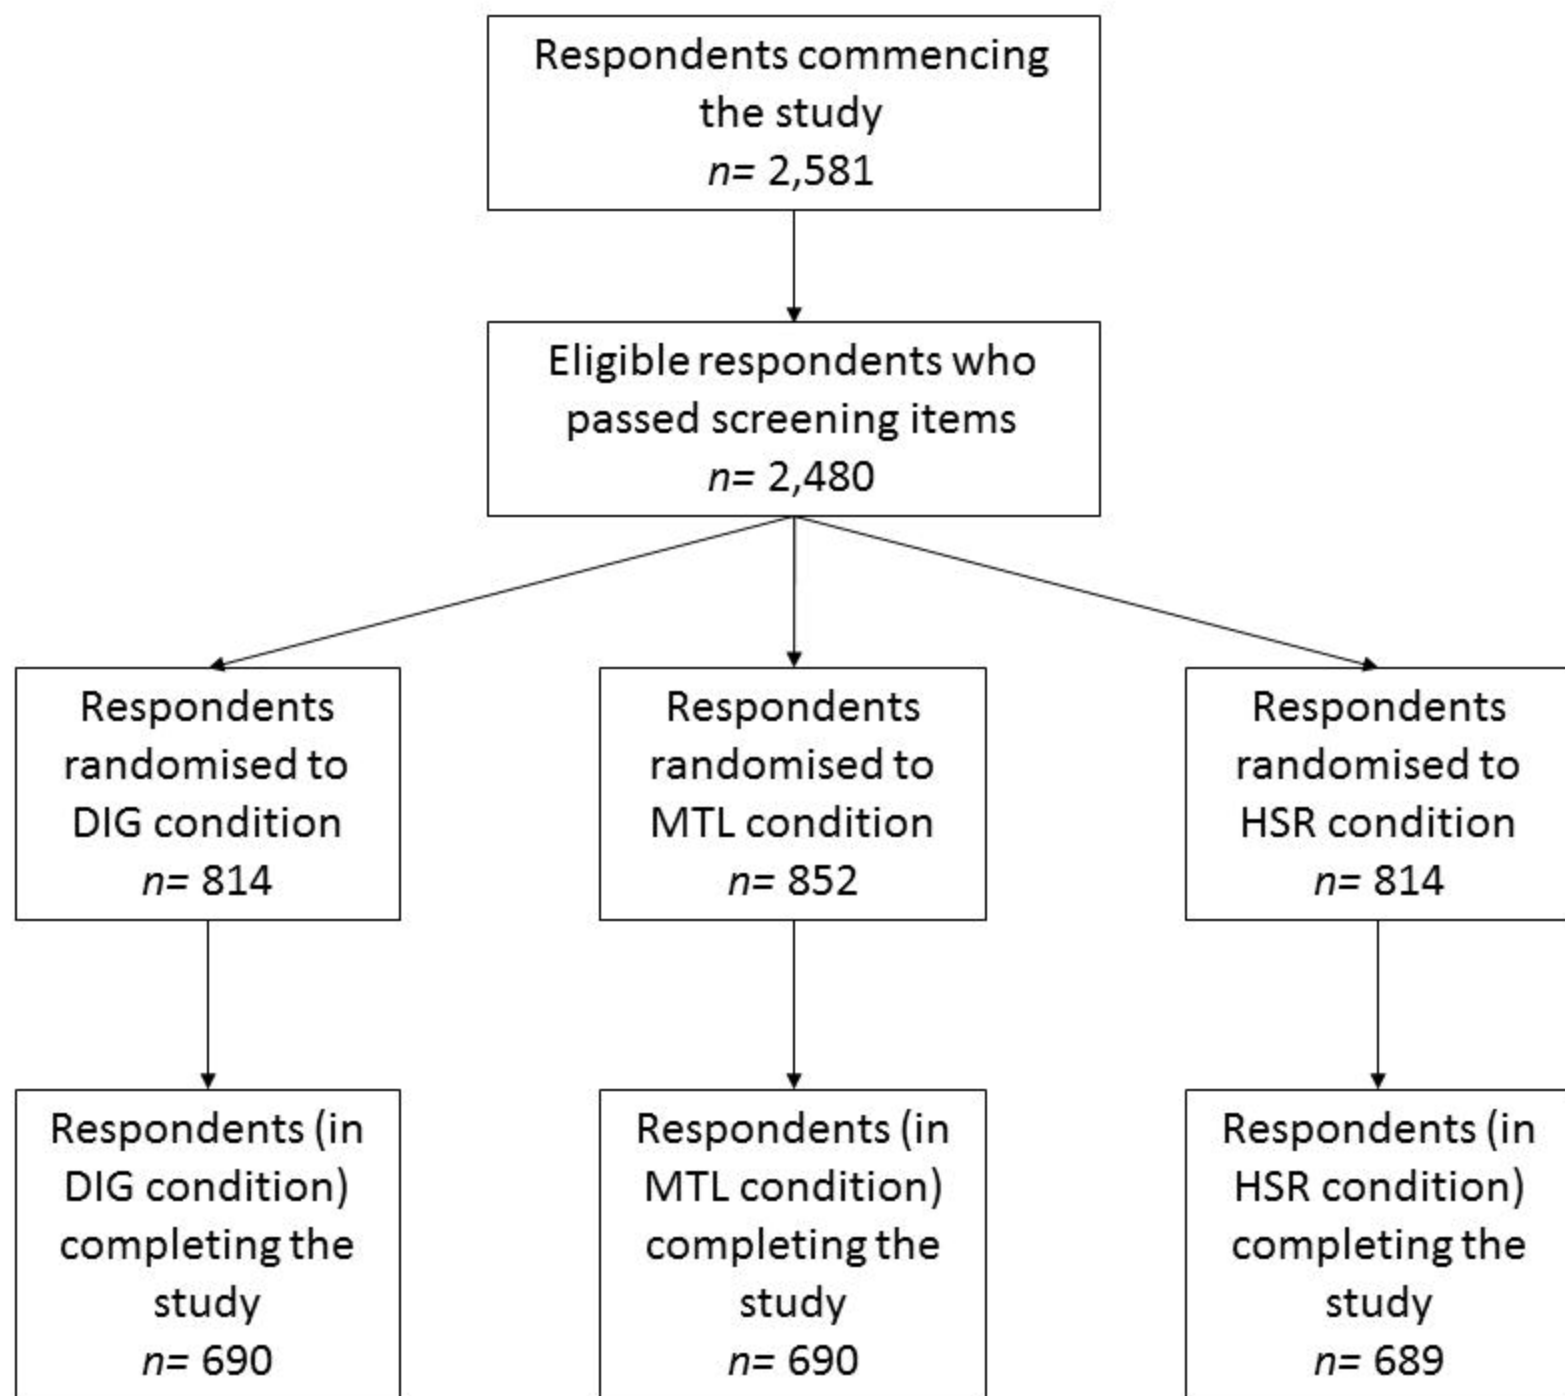 Respondents commencing
the study
n= 2,581
Eligible respondents who
passed screening items
n= 2,480
Respondents
randomised to
DIG condition
n= 814
Respondents
randomised to
MTL condition
n= 852
Respondents
randomised to
HSR condition
n= 814
Respondents (in
DIG condition)
completing the
study
n= 690
Respondents (in
MTL condition)
completing the
study
n= 690
Respondents (in
HSR condition)
completing the
study
n= 689